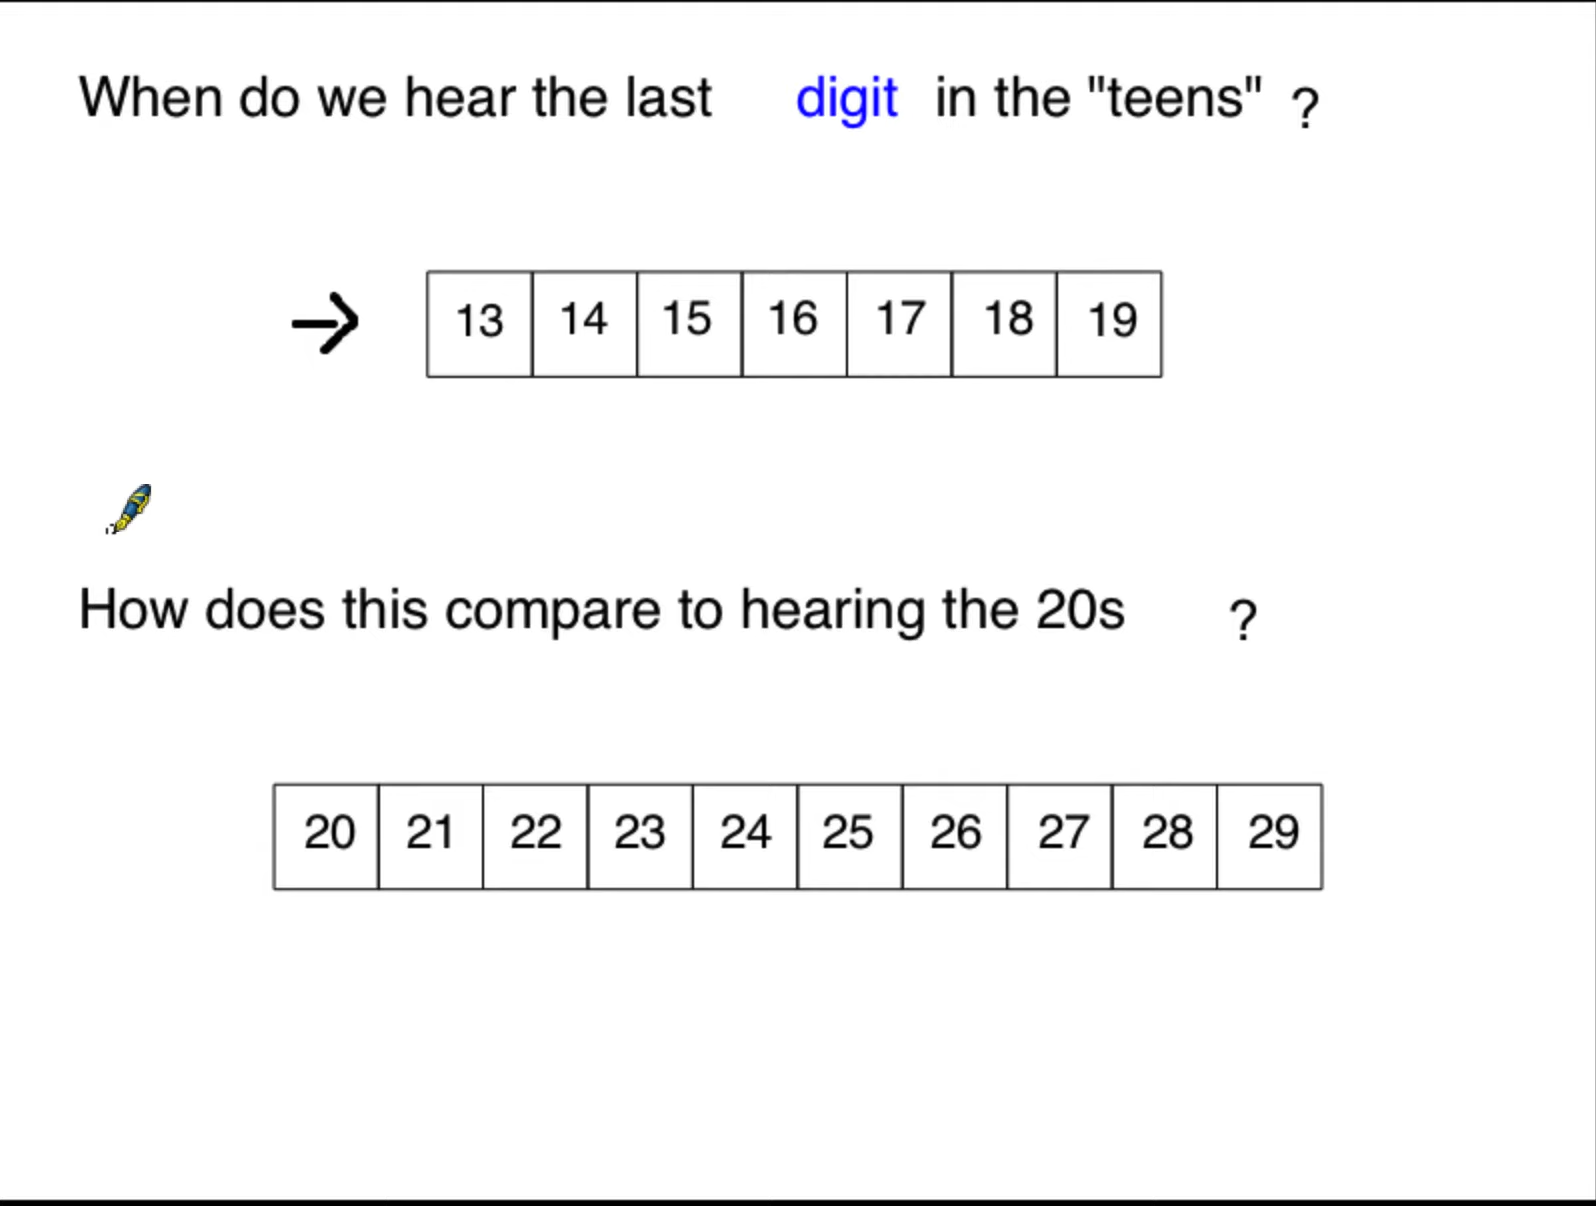 When do we hear the last digit in the "teens" ?
13 14 15 16 17 18 19
How does this compare to hearing the 20s ?
20 21 22 23 24 25 26 27 28 29